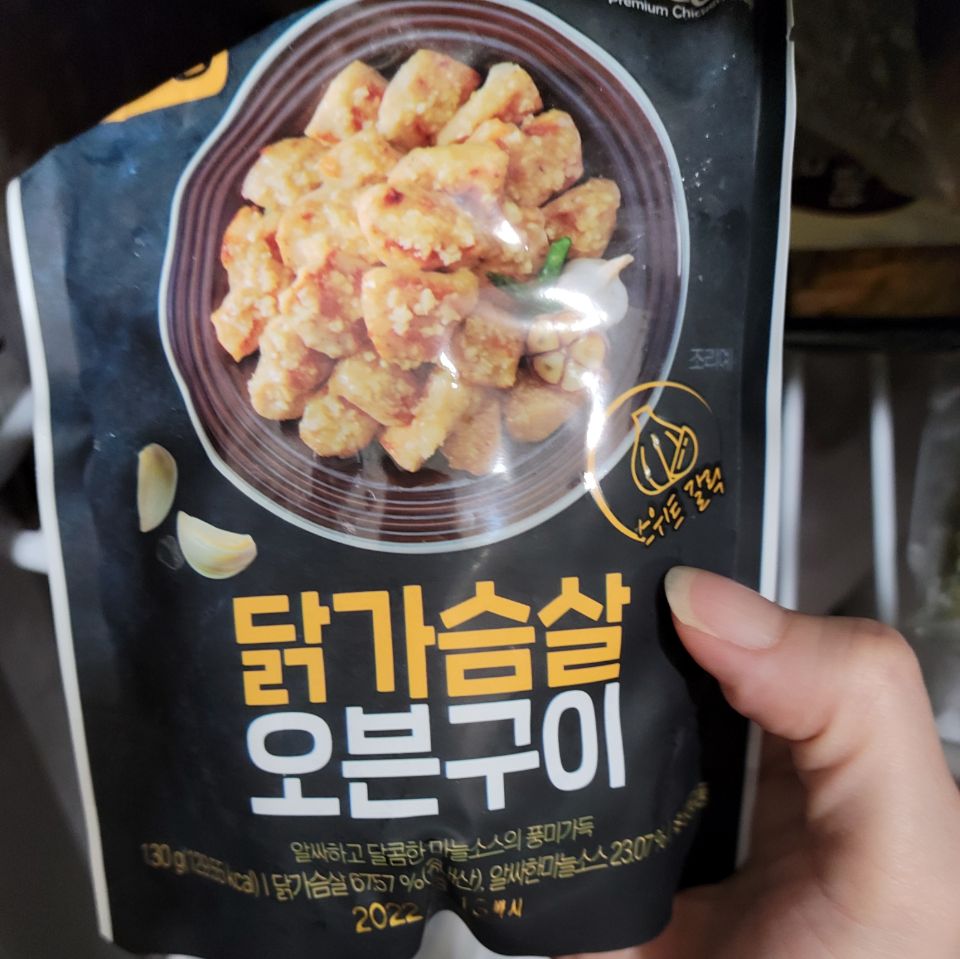 Premium
조리예
스위트 갈릭
닭가슴살
오븐구이
알싸하고 달콤한 마늘소스의 풍미가득
130 g kcal) I 닭가슴살 67.57 % 알싸한마늘소스 23.07
2022